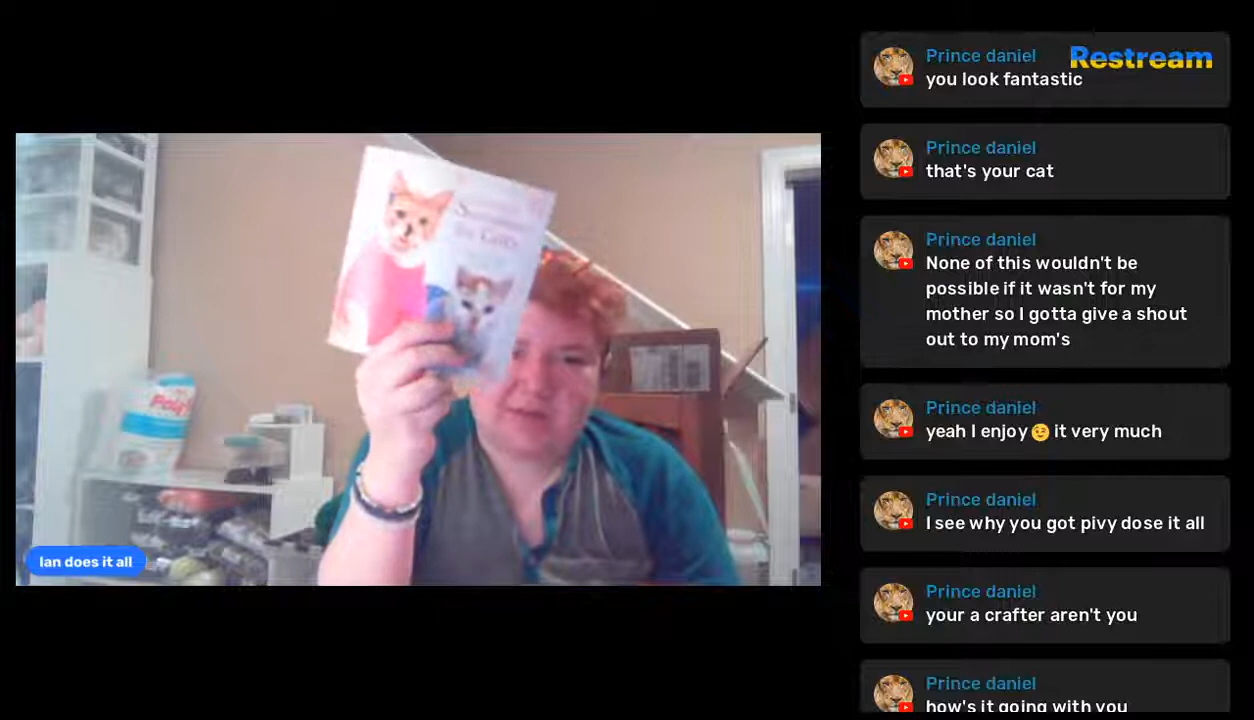 Restream
Prince daniel
you look fantastic
Prince daniel
that's your cat
Prince daniel
None of this wouldn't be
possible if it wasn't for my
mother so I gotta give a shout
out to my mom's
Prince daniel
yeah I enjoy 😉 it very much
Prince daniel
I see why you got pivy dose it all
Prince daniel
your a crafter aren't you
Prince daniel
how's it going with you
Ian does it all